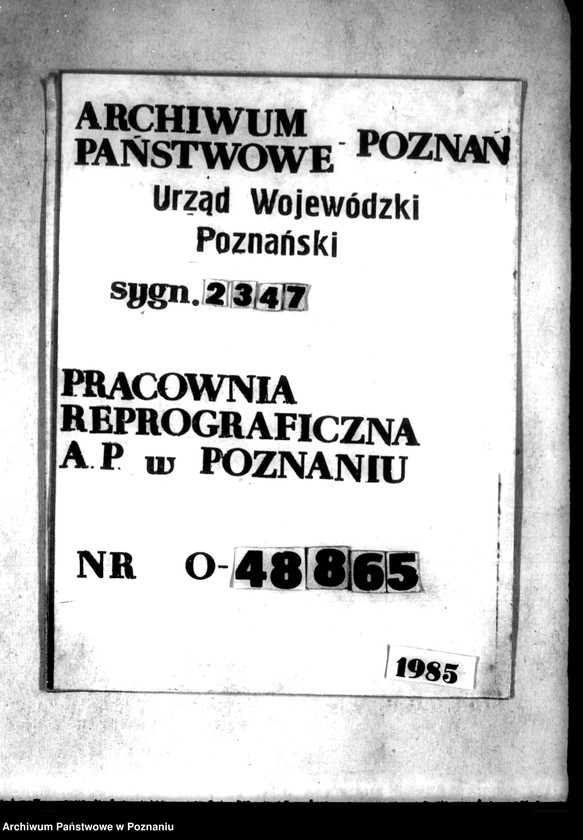 ARCHIWUM
PAŃSTWOWE - POZNAŃ
Urząd Wojewódzki
Poznański
sygn. 2347
PRACOWNIA
REPROGRAFICZNA
A.P. w POZNANIU
NR O-48865
1985
Archiwum Państwowe w Poznaniu